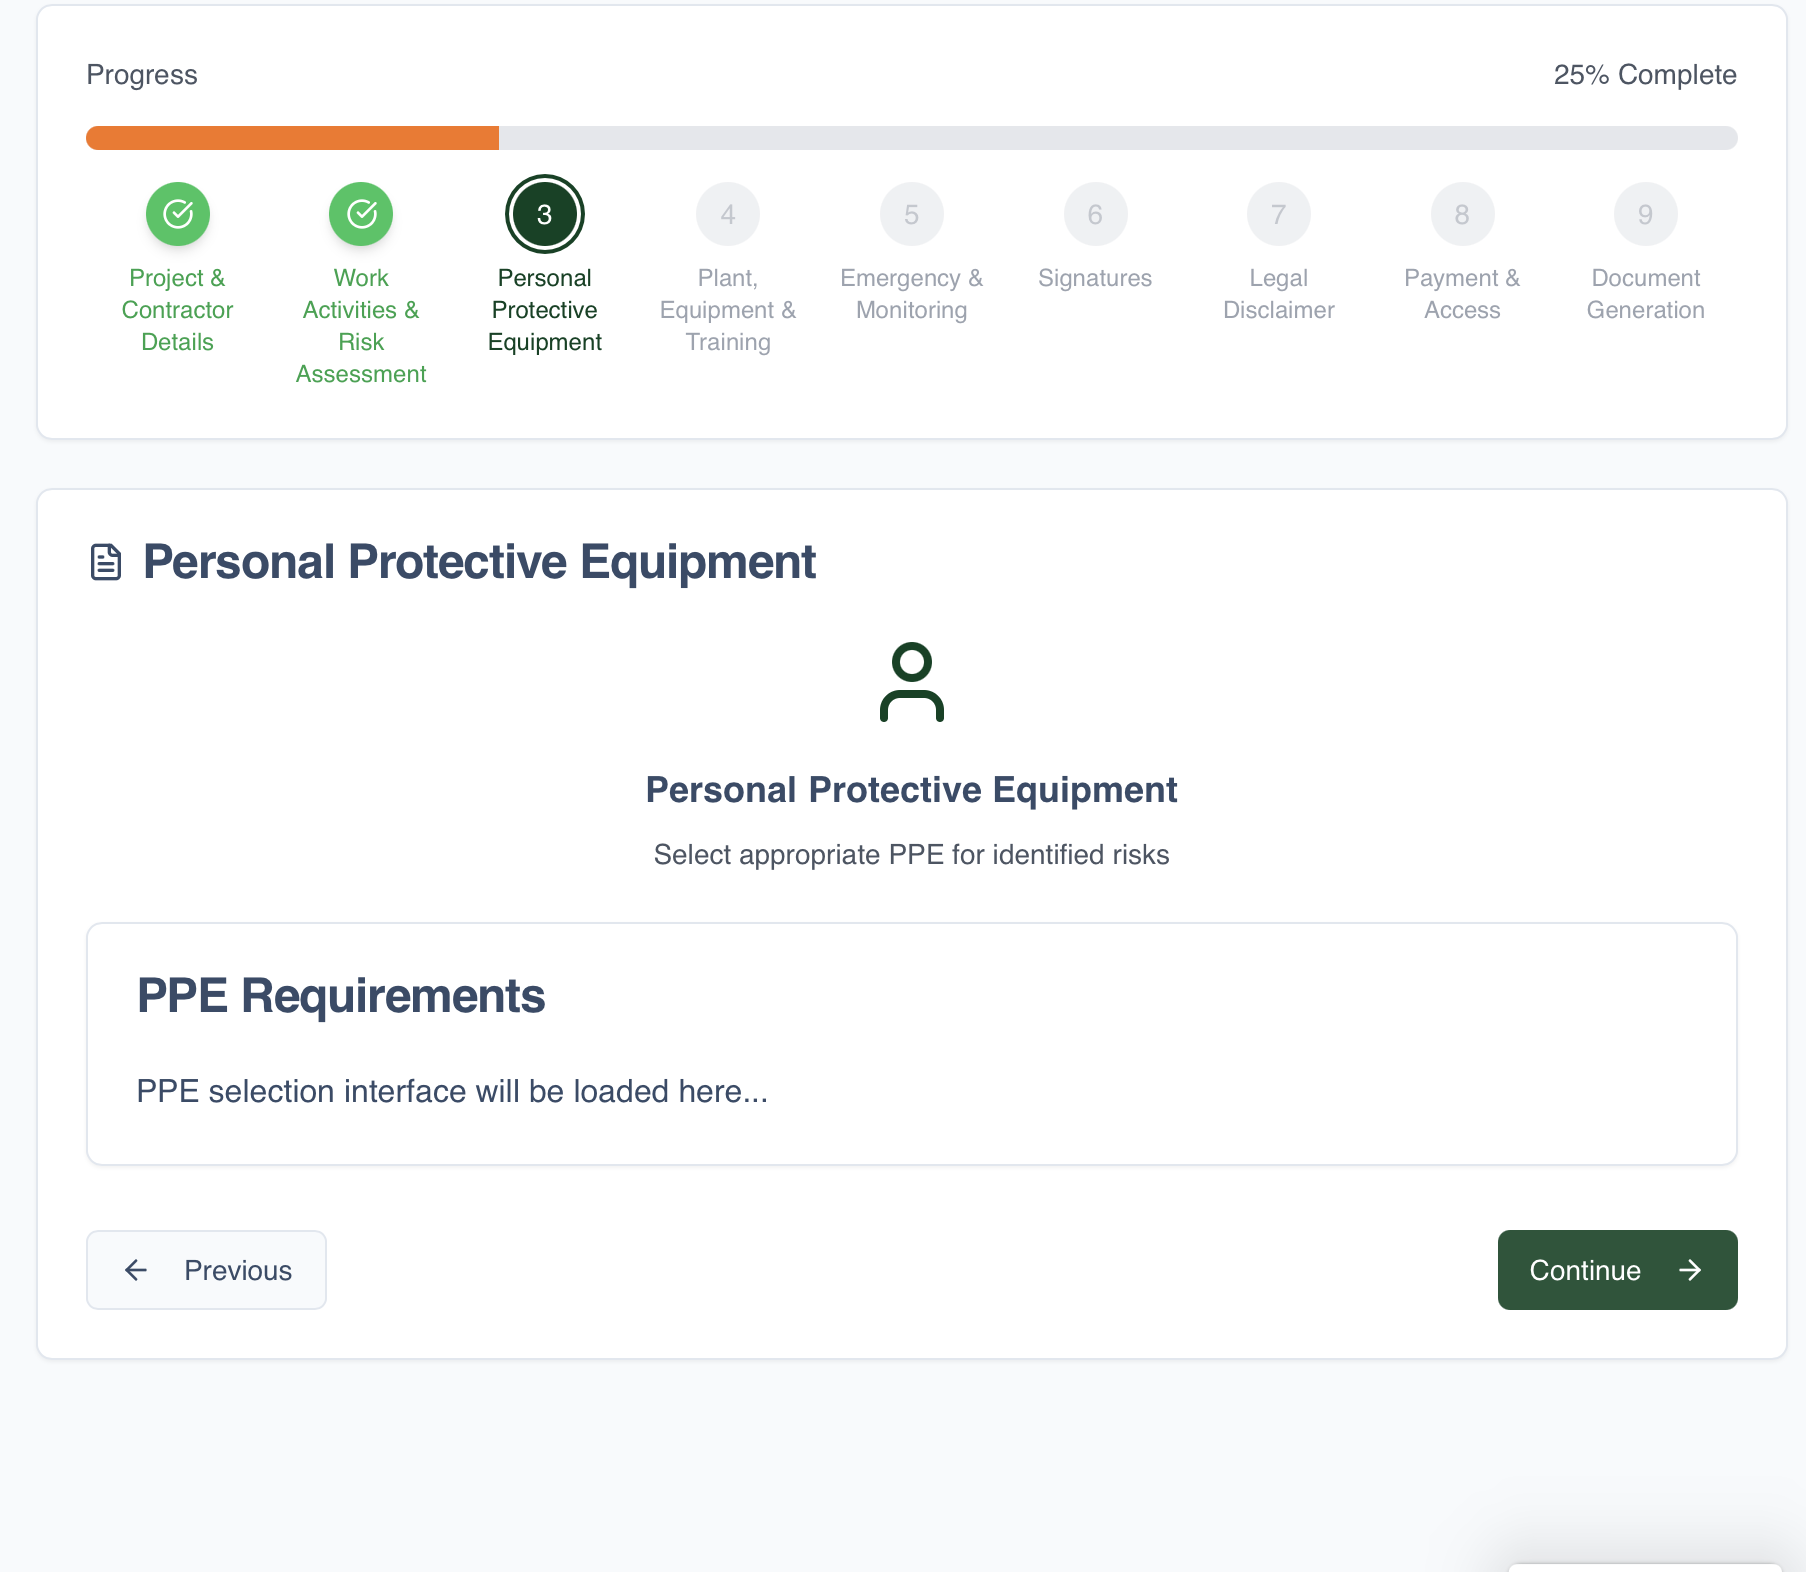 Progress
25% Complete
3
4
5
6
7
8
9
Project &
Contractor
Details
Work
Activities &
Risk
Assessment
Personal
Protective
Equipment
Plant,
Equipment &
Training
Emergency &
Monitoring
Signatures
Legal
Disclaimer
Payment &
Access
Document
Generation
Personal Protective Equipment
Personal Protective Equipment
Select appropriate PPE for identified risks
PPE Requirements
PPE selection interface will be loaded here...
Previous
Continue